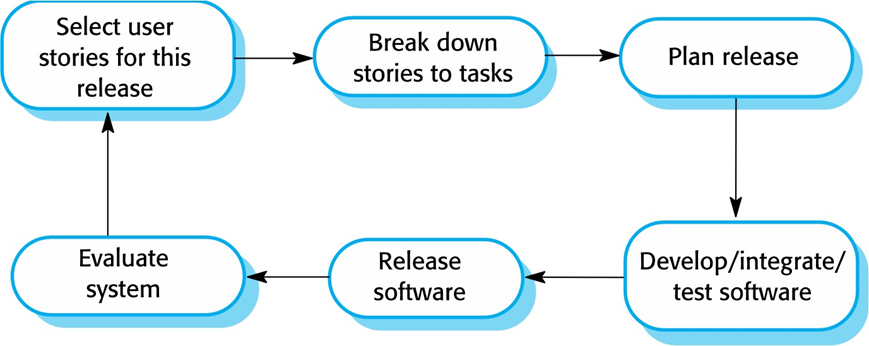 Select user
stories for this
release
Break down
stories to tasks
Plan release
Develop/integrate/
test software
Release
software
Evaluate
system